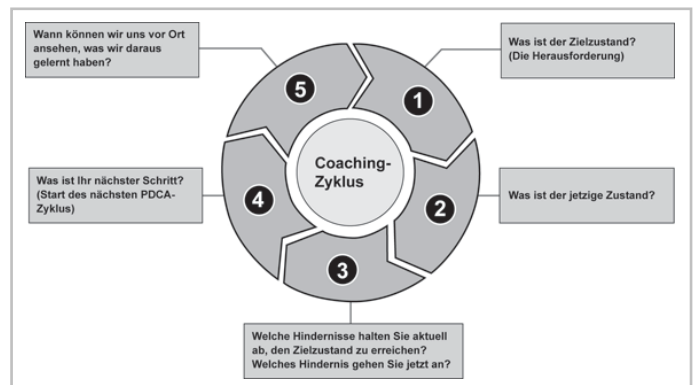 Wann können wir uns vor Ort
ansehen, was wir daraus
gelernt haben?
Was ist der Zielzustand?
(Die Herausforderung)
5
1
Coaching-
Zyklus
Was ist Ihr nächster Schritt?
(Start des nächsten PDCA-
Zyklus)
4
2
Was ist der jetzige Zustand?
3
Welche Hindernisse halten Sie aktuell
ab, den Zielzustand zu erreichen?
Welches Hindernis gehen Sie jetzt an?